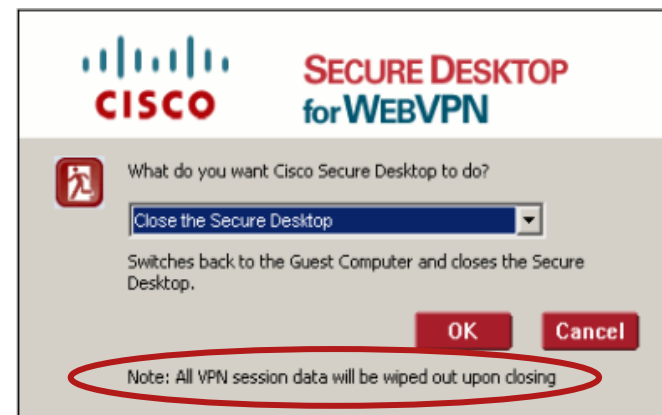 CISCO
SECURE DESKTOP
for WEBVPN
What do you want Cisco Secure Desktop to do?
Close the Secure Desktop
Switches back to the Guest Computer and closes the Secure
Desktop.
OK Cancel
Note: All VPN session data will be wiped out upon closing